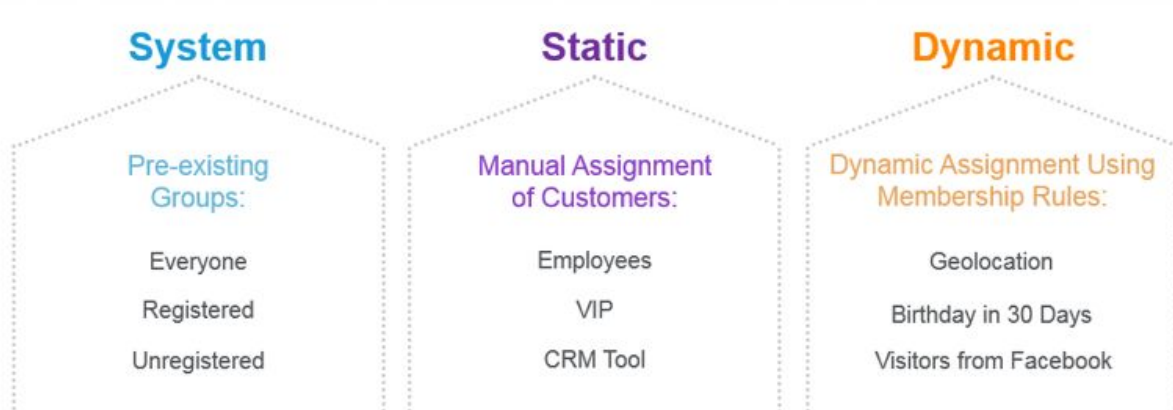 System
Pre-existing
Groups:
Everyone
Registered
Unregistered
Static
Manual Assignment
of Customers:
Employees
VIP
CRM Tool
Dynamic
Dynamic Assignment Using
Membership Rules:
Geolocation
Birthday in 30 Days
Visitors from Facebook